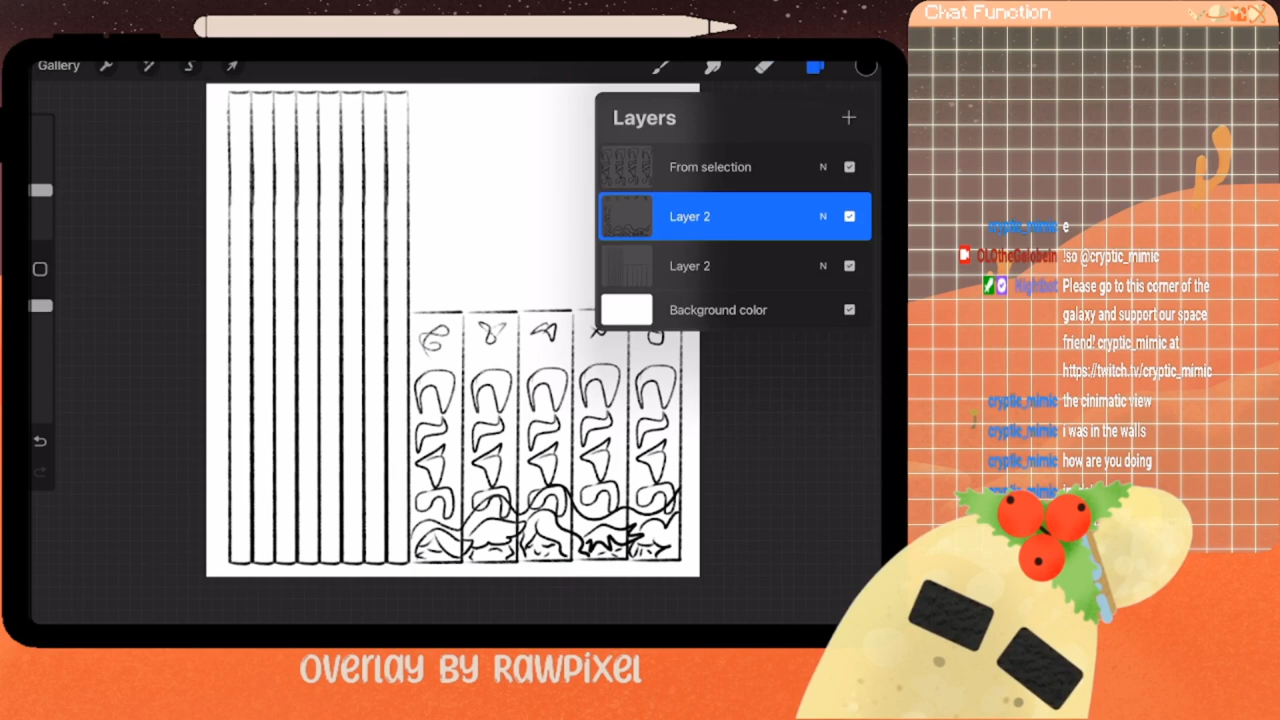 Chat Function
Gallery
Layers
From selection N
Layer 2 N
Layer 2 N
Background color
cryptic_mimic e
OLOtheGalobein !so @cryptic_mimic
Nightbot Please go to this corner of the
galaxy and support our space
friend! cryptic_mimic at
https://twitch.tv/cryptic_mimic
cryptic_mimic the cinimatic view
cryptic_mimic i was in the walls
cryptic_mimic how are you doing
cryptic_mimic
Overlay by Rawpixel